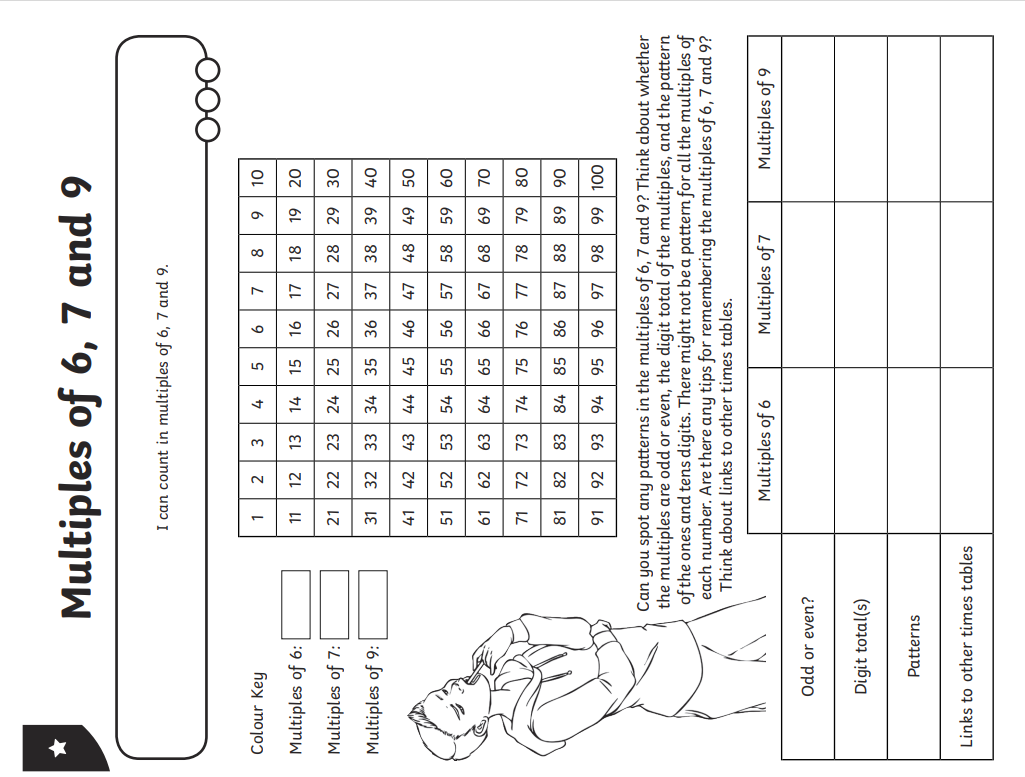 Multiples of 6, 7 and 9
I can count in multiples of 6, 7 and 9.
Colour Key
Multiples of 6:
Multiples of 7:
Multiples of 9:
1 2 3 4 5 6 7 8 9 10
11 12 13 14 15 16 17 18 19 20
21 22 23 24 25 26 27 28 29 30
31 32 33 34 35 36 37 38 39 40
41 42 43 44 45 46 47 48 49 50
51 52 53 54 55 56 57 58 59 60
61 62 63 64 65 66 67 68 69 70
71 72 73 74 75 76 77 78 79 80
81 82 83 84 85 86 87 88 89 90
91 92 93 94 95 96 97 98 99 100
Can you spot any patterns in the multiples of 6, 7 and 9? Think about whether
the multiples are odd or even, the digit total of the multiples, and the pattern
of the ones and tens digits. There might not be a pattern for all the multiples of
each number. Are there any tips for remembering the multiples of 6, 7 and 9?
Think about links to other times tables.
Multiples of 6 Multiples of 7 Multiples of 9
Odd or even?
Digit total(s)
Patterns
Links to other times tables